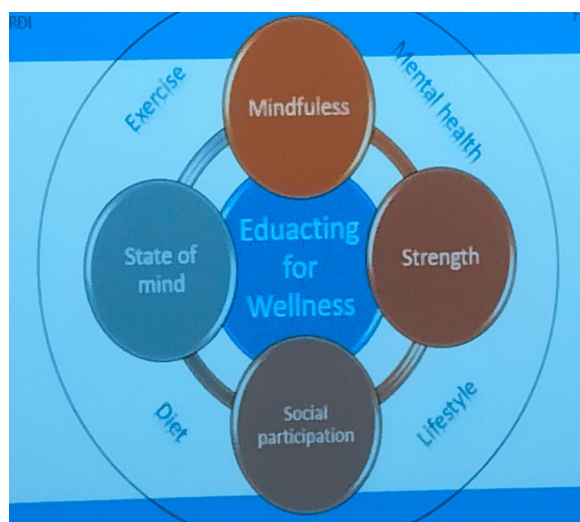 RDI
Exercise
Mental health
Mindfuless
State of
mind
Eduacting
for
Wellness
Strength
Diet
Social
participation
Lifestyle